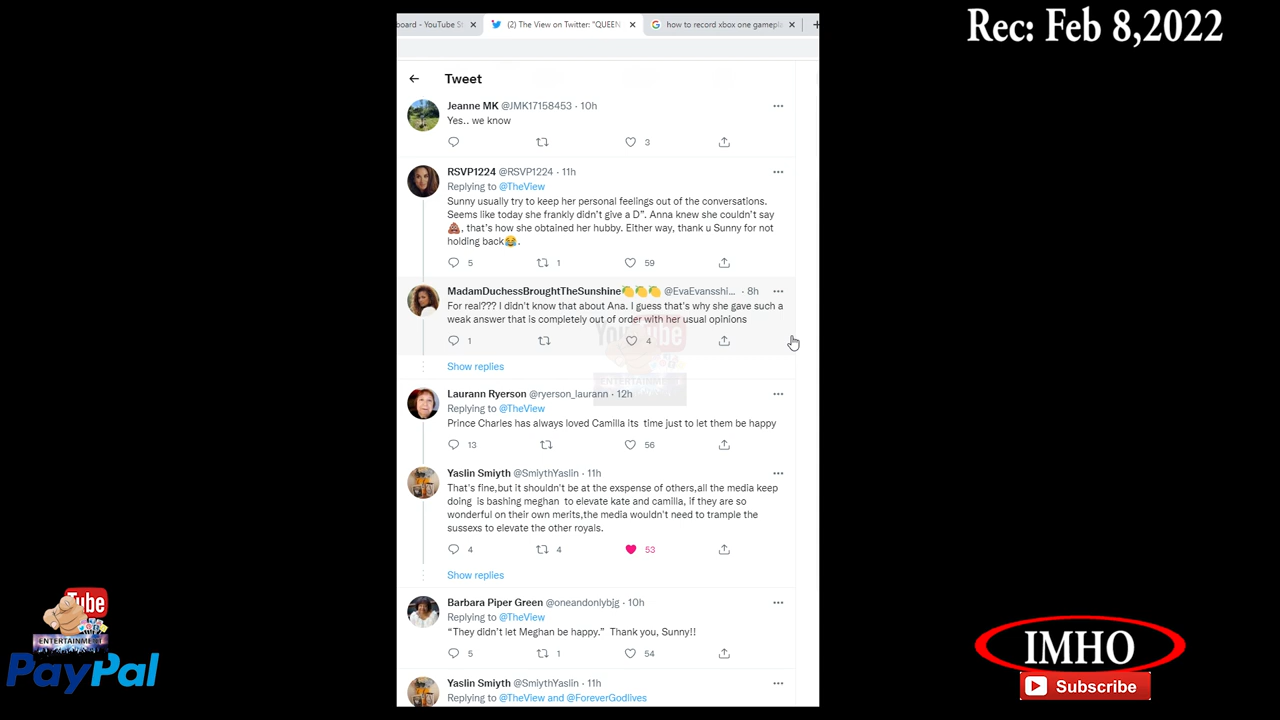 Rec: Feb 8,2022
board - YouTube St
(2) The View on Twitter: "QUEEN
how to record xbox one gamepl
Tweet
Jeanne MK @JMK17158453 · 10h
Yes.. we know
3
RSVP1224 @RSVP1224 · 11h
Replying to @TheView
Sunny usually try to keep her personal feelings out of the conversations.
Seems like today she frankly didn't give a D”. Anna knew she couldn't say
💩, that's how she obtained her hubby. Either way, thank u Sunny for not
holding back😂.
5 1 59
MadamDuchessBroughtTheSunshine🍋🍋🍋 @EvaEvansshi... · 8h
For real??? I didn't know that about Ana. I guess that's why she gave such a
weak answer that is completely out of order with her usual opinions
1 4
Show replies
Laurann Ryerson @ryerson_laurann · 12h
Replying to @TheView
Prince Charles has always loved Camilla its time just to let them be happy
13 56
Yaslin Smiyth @SmiythYaslin · 11h
That's fine,but it shouldn't be at the exspense of others,all the media keep
doing is bashing meghan to elevate kate and camilla, if they are so
wonderful on their own merits,the media wouldn't need to trample the
sussexs to elevate the other royals.
4 4 53
Show replies
Barbara Piper Green @oneandonlybjg · 10h
Replying to @TheView
“They didn't let Meghan be happy.” Thank you, Sunny!!
5 1 54
Yaslin Smiyth @SmiythYaslin · 11h
Replying to @TheView and @ForeverGodlives
YouTube
ENTERTAINMENT
Tube
ENTERTAINMENT
PayPal
IMHO
Subscribe